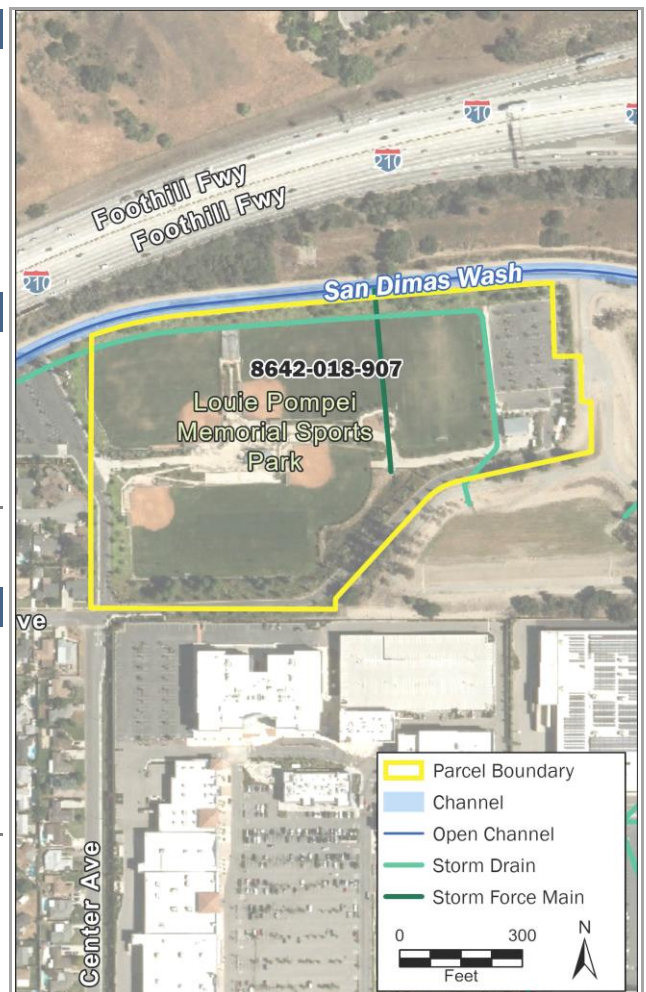 210
210
210
Foothill Fwy
Foothill Fwy
210
San Dimas Wash
8642-018-907
Louie Pompei
Memorial Sports
Park
ve
Center Ave
Parcel Boundary
Channel
Open Channel
Storm Drain
Storm Force Main
0 300
Feet
N